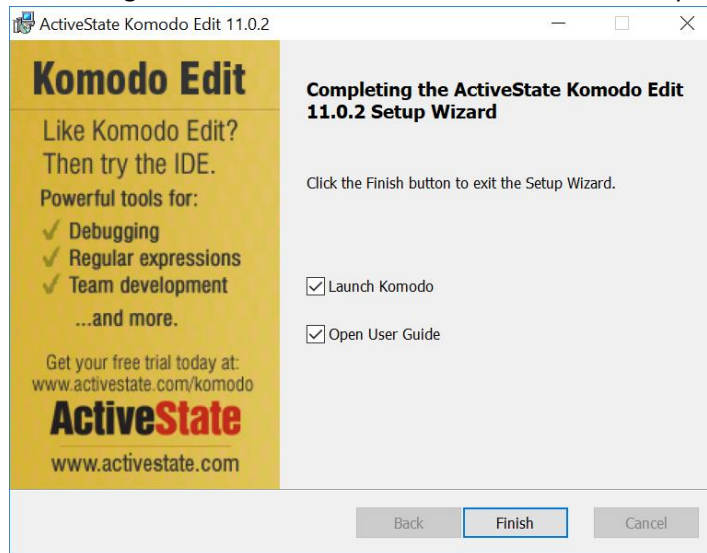 ActiveState Komodo Edit 11.0.2
Komodo Edit
Like Komodo Edit?
Then try the IDE.
Powerful tools for:
✓ Debugging
✓ Regular expressions
✓ Team development
...and more.
Get your free trial today at:
www.activestate.com/komodo
ActiveState
www.activestate.com
Completing the ActiveState Komodo Edit
11.0.2 Setup Wizard
Click the Finish button to exit the Setup Wizard.
Launch Komodo
Open User Guide
Back
Finish
Cancel